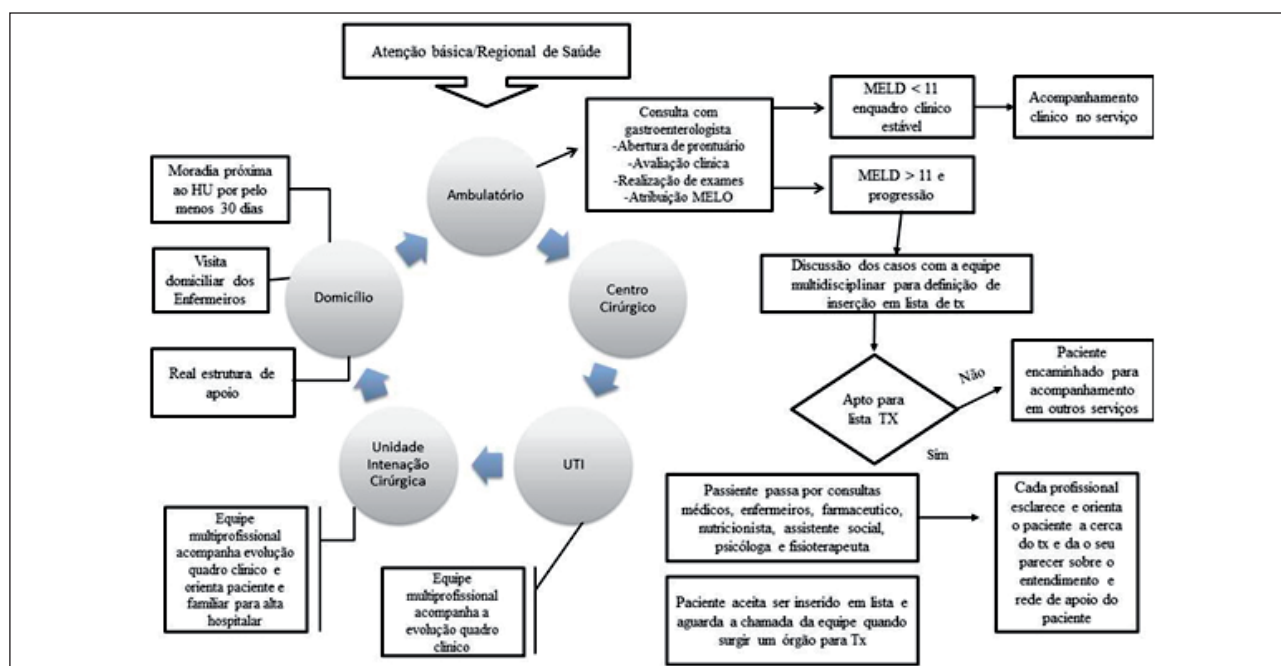 Atenção básica/Regional de Saúde
Consulta com
gastroenterologista
-Abertura de prontuário
-Avaliação clínica
-Realização de exames
-Atribuição MELO
MELD < 11
enquadro clínico
estável
Acompanhamento
clínico no serviço
MELD > 11 e
progressão
Discussão dos casos com a equipe
multidisciplinar para definição de
inserção em lista de tx
Apto para
lista TX
Não
Paciente
encaminhado para
acompanhamento
em outros serviços
Sim
Passiente passa por consultas
médicos, enfermeiros, farmaceutico,
nutricionista, assistente social,
psicóloga e fisioterapeuta
Cada profissional
esclarece e orienta
o paciente a cerca
do tx e da o seu
parecer sobre o
entendimento e
rede de apoio do
paciente
Paciente aceita ser inserido em lista e
aguarda a chamada da equipe quando
surgir um órgão para Tx
Ambulatório
Centro
Cirúrgico
UTI
Equipe
multiprofissional
acompanha a
evolução quadro
clínico
Unidade
Intenação
Cirúrgica
Equipe
multiprofissional
acompanha evolução
quadro clínico e
orienta paciente e
familiar para alta
hospitalar
Domicílio
Moradia próxima
ao HU por pelo
menos 30 dias
Visita
domiciliar dos
Enfermeiros
Real estrutura de
apoio